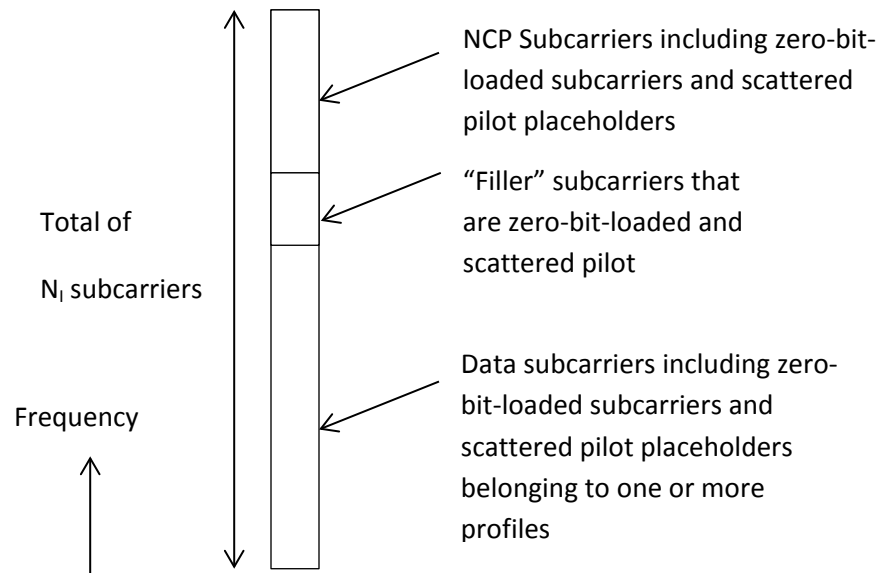 NCP Subcarriers including zero-bit-
loaded subcarriers and scattered
pilot placeholders
“Filler” subcarriers that
are zero-bit-loaded and
scattered pilot
Total of
N_I subcarriers
Data subcarriers including zero-
bit-loaded subcarriers and
scattered pilot placeholders
belonging to one or more
profiles
Frequency